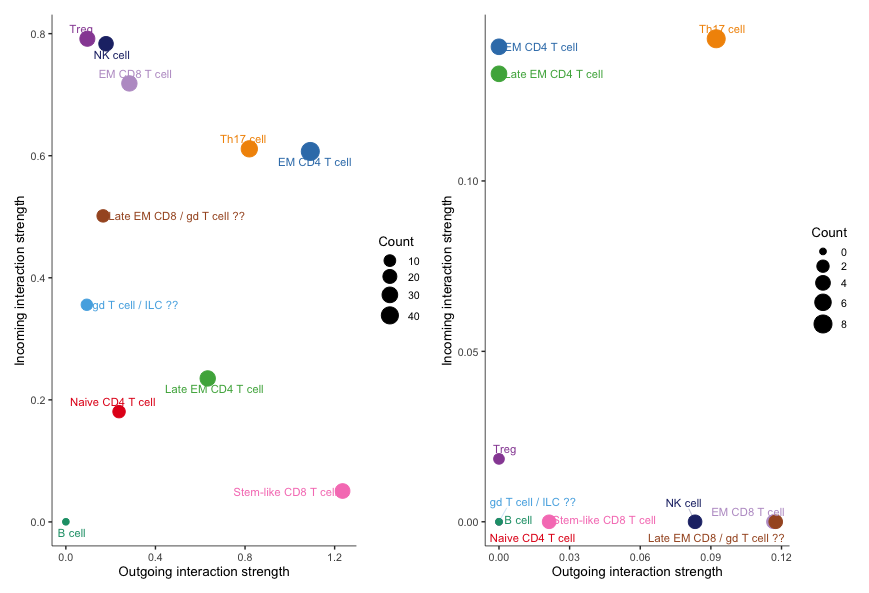 0.8
0.6
0.4
0.2
0.0
0.0
0.4
0.8
1.2
Incoming interaction strength
Outgoing interaction strength
Treg
NK cell
EM CD8 T cell
Th17 cell
EM CD4 T cell
Late EM CD8 / gd T cell ??
gd T cell / ILC ??
Late EM CD4 T cell
Naive CD4 T cell
Stem-like CD8 T cell
B cell
Count
10
20
30
40
0.10
0.05
0.00
0.00
0.03
0.06
0.09
0.12
Incoming interaction strength
Outgoing interaction strength
Th17 cell
EM CD4 T cell
Late EM CD4 T cell
Treg
gd T cell / ILC ??
NK cell
EM CD8 T cell
B cell
Stem-like CD8 T cell
Naive CD4 T cell
Late EM CD8 / gd T cell ??
Count
0
2
4
6
8